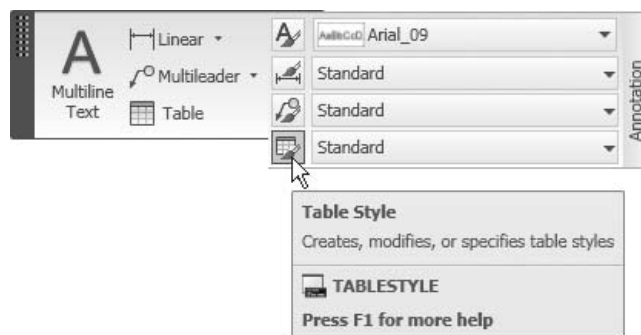 Multiline
Text
Linear
Multileader
Table
AaBbCcD Arial_09
Standard
Standard
Standard
Annotation
Table Style
Creates, modifies, or specifies table styles
TABLESTYLE
Press F1 for more help